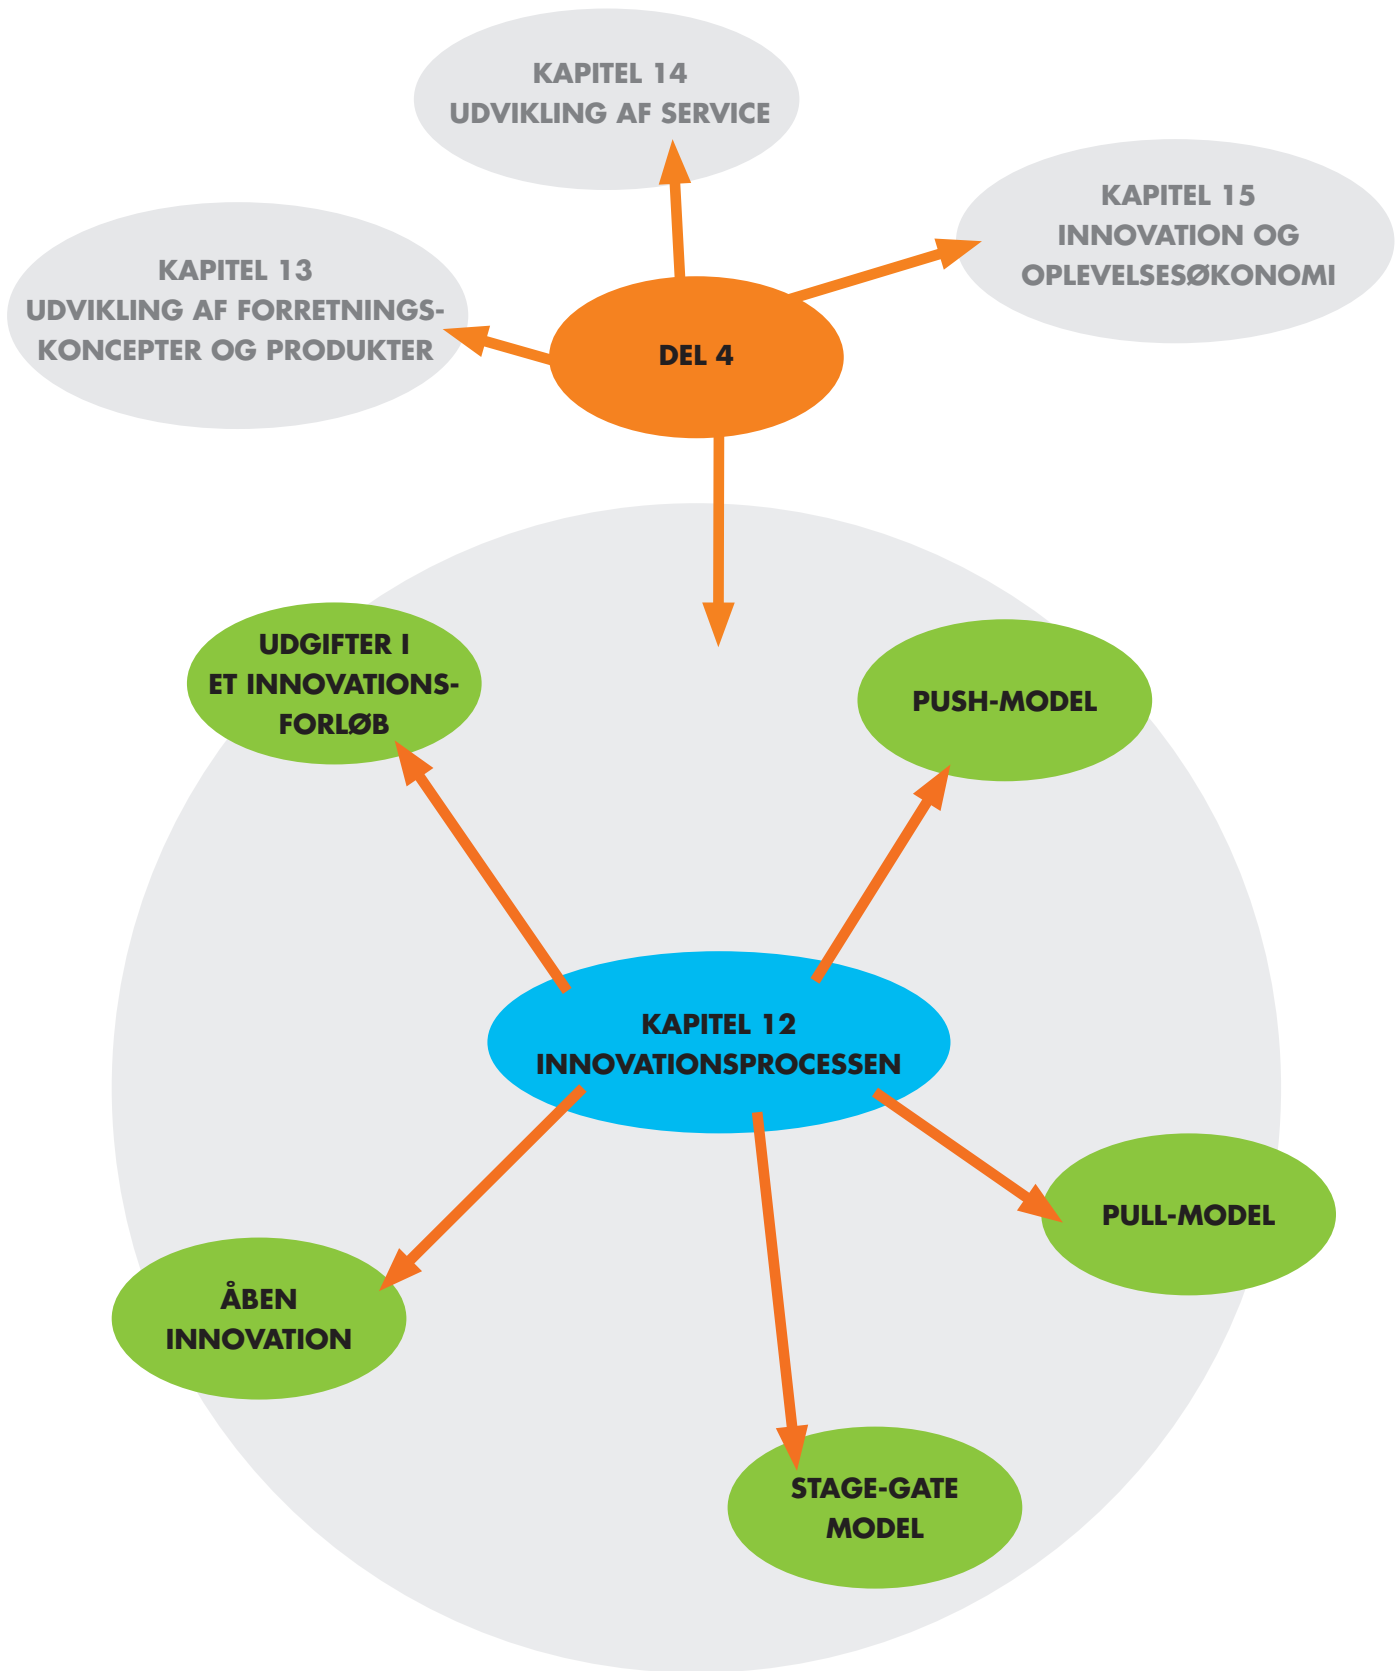 KAPITEL 14
UDVIKLING AF SERVICE
KAPITEL 15
INNOVATION OG
OPLEVELSESØKONOMI
KAPITEL 13
UDVIKLING AF FORRETNINGS-
KONCEPTER OG PRODUKTER
DEL 4
UDGIFTER I
ET INNOVATIONS-
FORLØB
PUSH-MODEL
KAPITEL 12
INNOVATIONSPROCESSEN
PULL-MODEL
ÅBEN
INNOVATION
STAGE-GATE
MODEL